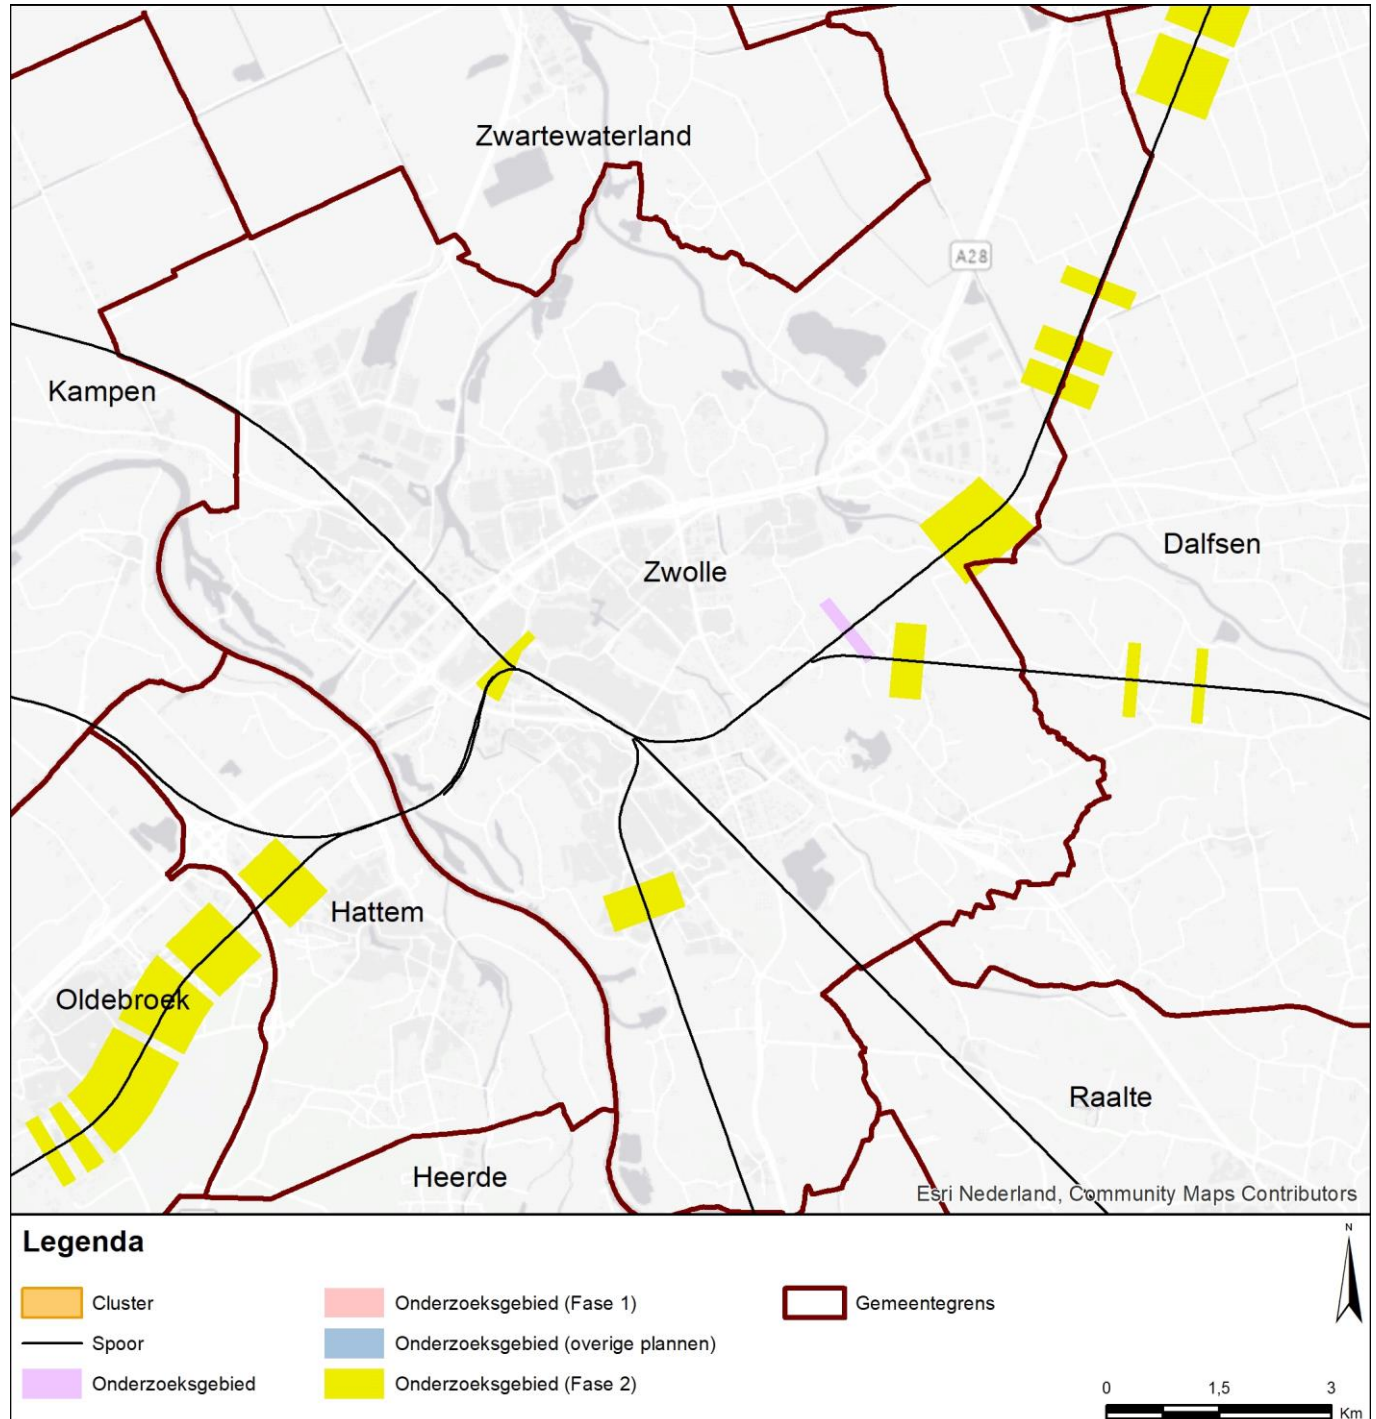 Zwartewaterland
A28
Kampen
Zwolle
Dalfsen
Hattem
Oldebroek
Raalte
Heerde
Esri Nederland, Community Maps Contributors
Legenda
N
Cluster
Onderzoeksgebied (Fase 1)
Gemeentegrens
Spoor
Onderzoeksgebied (overige plannen)
Onderzoeksgebied
Onderzoeksgebied (Fase 2)
0 1,5 3
Km